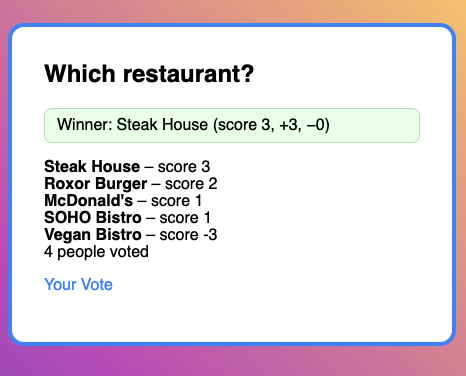 Which restaurant?
Winner: Steak House (score 3, +3, −0)
Steak House – score 3
Roxor Burger – score 2
McDonald's – score 1
SOHO Bistro – score 1
Vegan Bistro – score -3
4 people voted
Your Vote